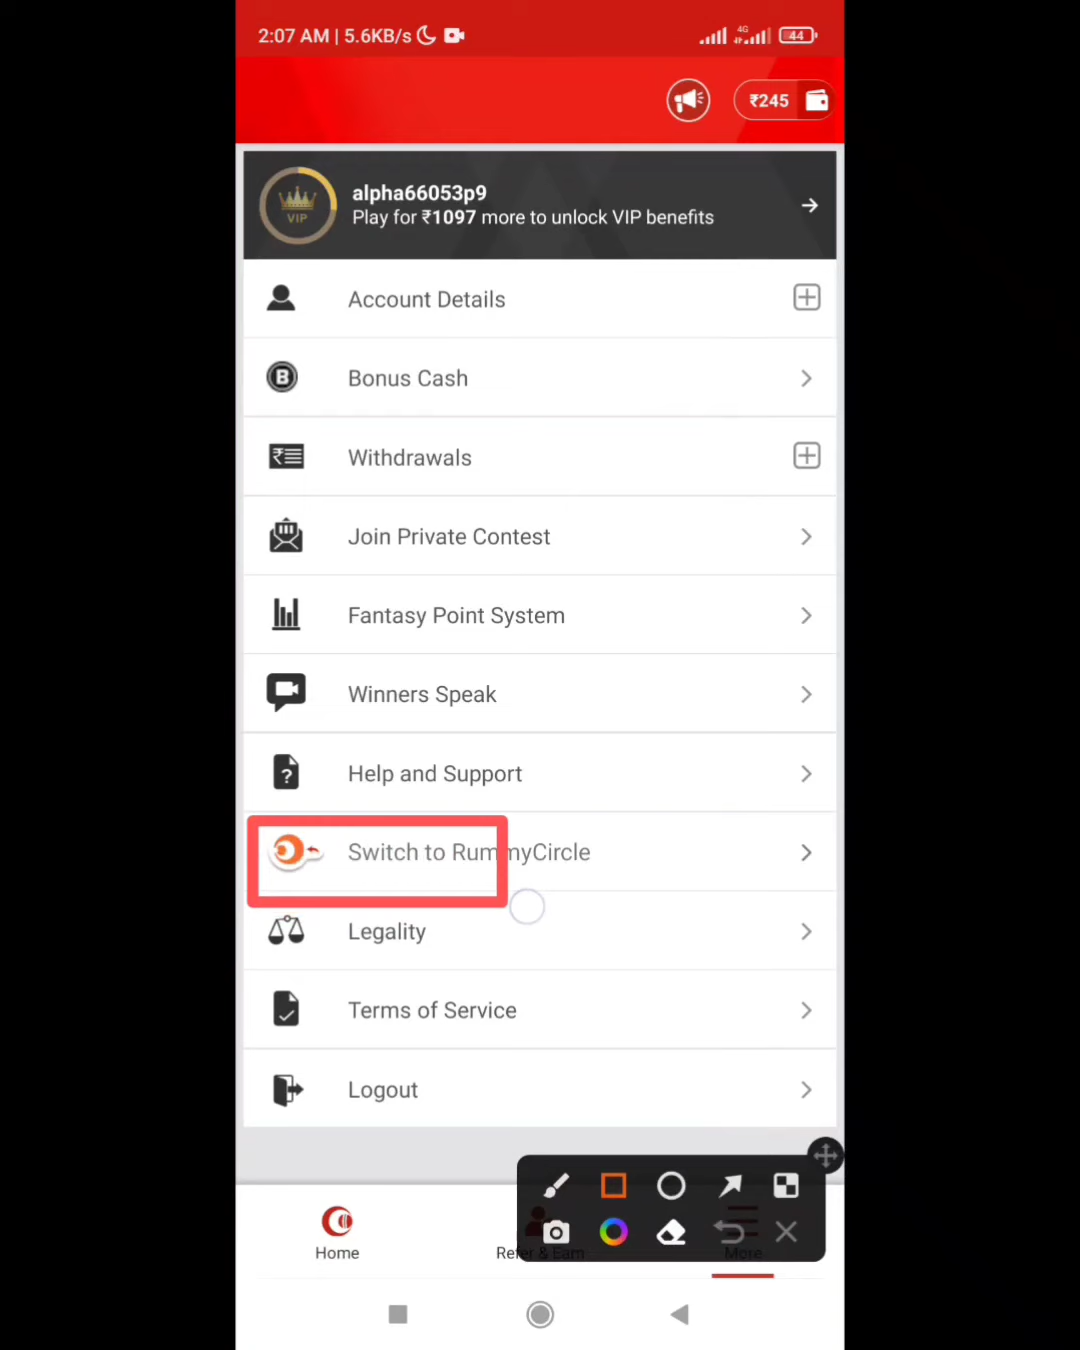 2:07 AM | 5.6KB/s
4G
44
₹245
VIP
alpha66053p9
Play for ₹1097 more to unlock VIP benefits
Account Details
Bonus Cash
Withdrawals
Join Private Contest
Fantasy Point System
Winners Speak
Help and Support
Switch to RummyCircle
Legality
Terms of Service
Logout
Home
Refer & Earn
More